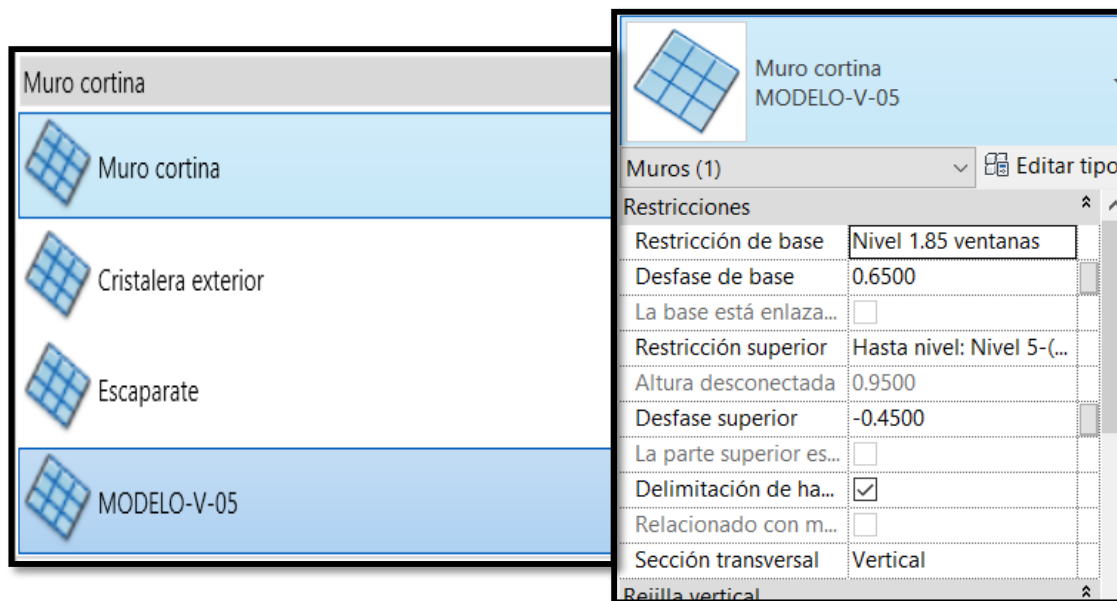 Muro cortina
Muro cortina
Cristalera exterior
Escaparate
MODELO-V-05
Muro cortina
MODELO-V-05
Muros (1)
Editar tipo
Restricciones
Restricción de base Nivel 1.85 ventanas
Desfase de base 0.6500
La base está enlaza...
Restricción superior Hasta nivel: Nivel 5-(...
Altura desconectada 0.9500
Desfase superior -0.4500
La parte superior es...
Delimitación de ha...
Relacionado con m...
Sección transversal Vertical
Rejilla vertical